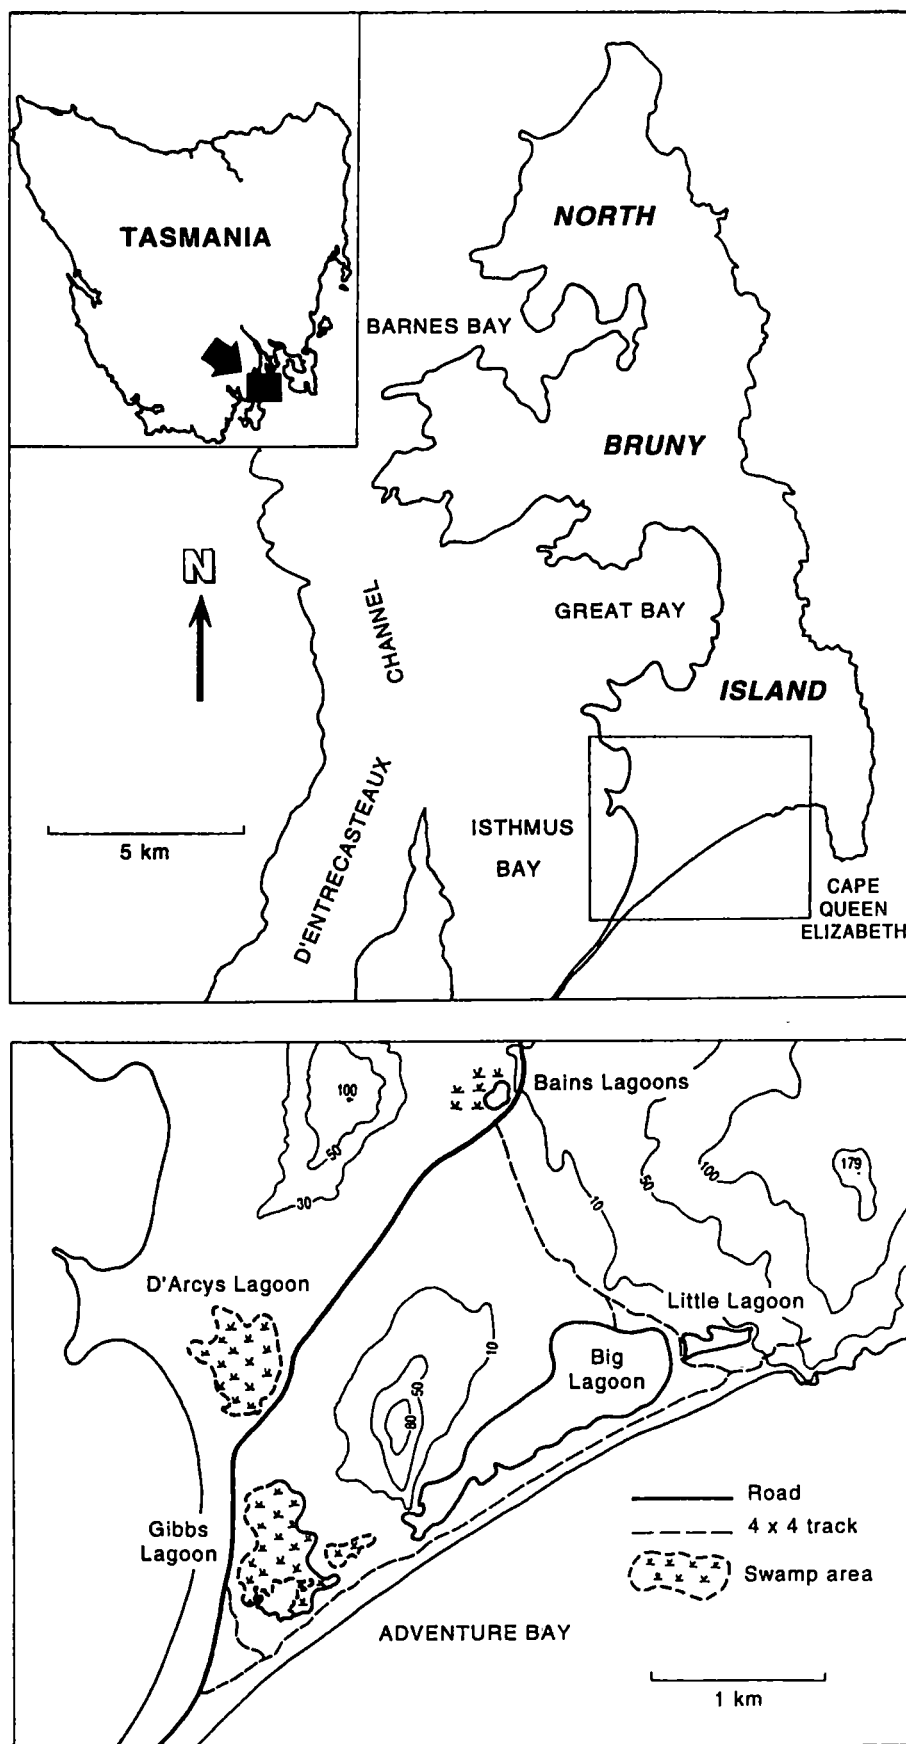 TASMANIA
NORTH
BARNES BAY
BRUNY
N
CHANNEL
GREAT BAY
ISLAND
D'ENTRECASTEAUX
ISTHMUS
BAY
5 km
CAPE
QUEEN
ELIZABETH
Bains Lagoons
100
50
30
179
100
50
10
D'Arcys Lagoon
Little Lagoon
10
Big
Lagoon
50
80
Road
Gibbs
Lagoon
4 x 4 track
Swamp area
ADVENTURE BAY
1 km